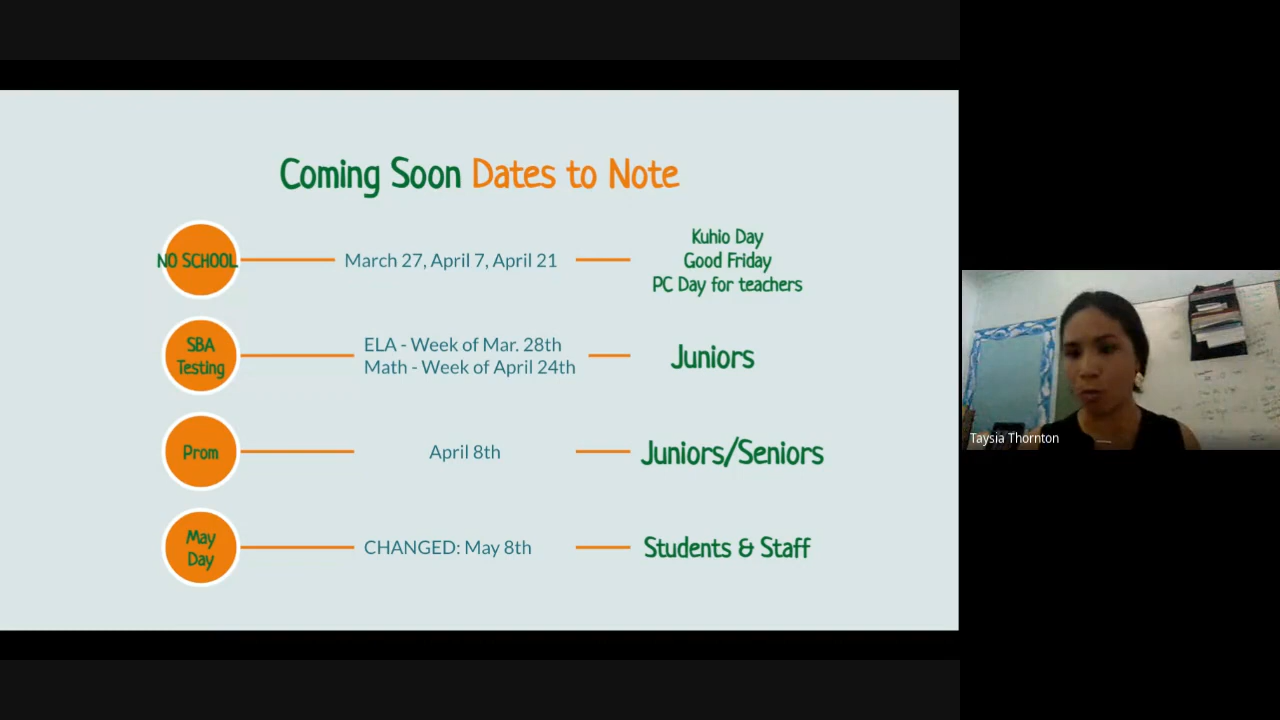 Coming Soon Dates to Note
NO SCHOOL
March 27, April 7, April 21
Kuhio Day
Good Friday
PC Day for teachers
SBA
Testing
ELA - Week of Mar. 28th
Math - Week of April 24th
Juniors
Prom
April 8th
Juniors/Seniors
May
Day
CHANGED: May 8th
Students & Staff
Taysia Thornton